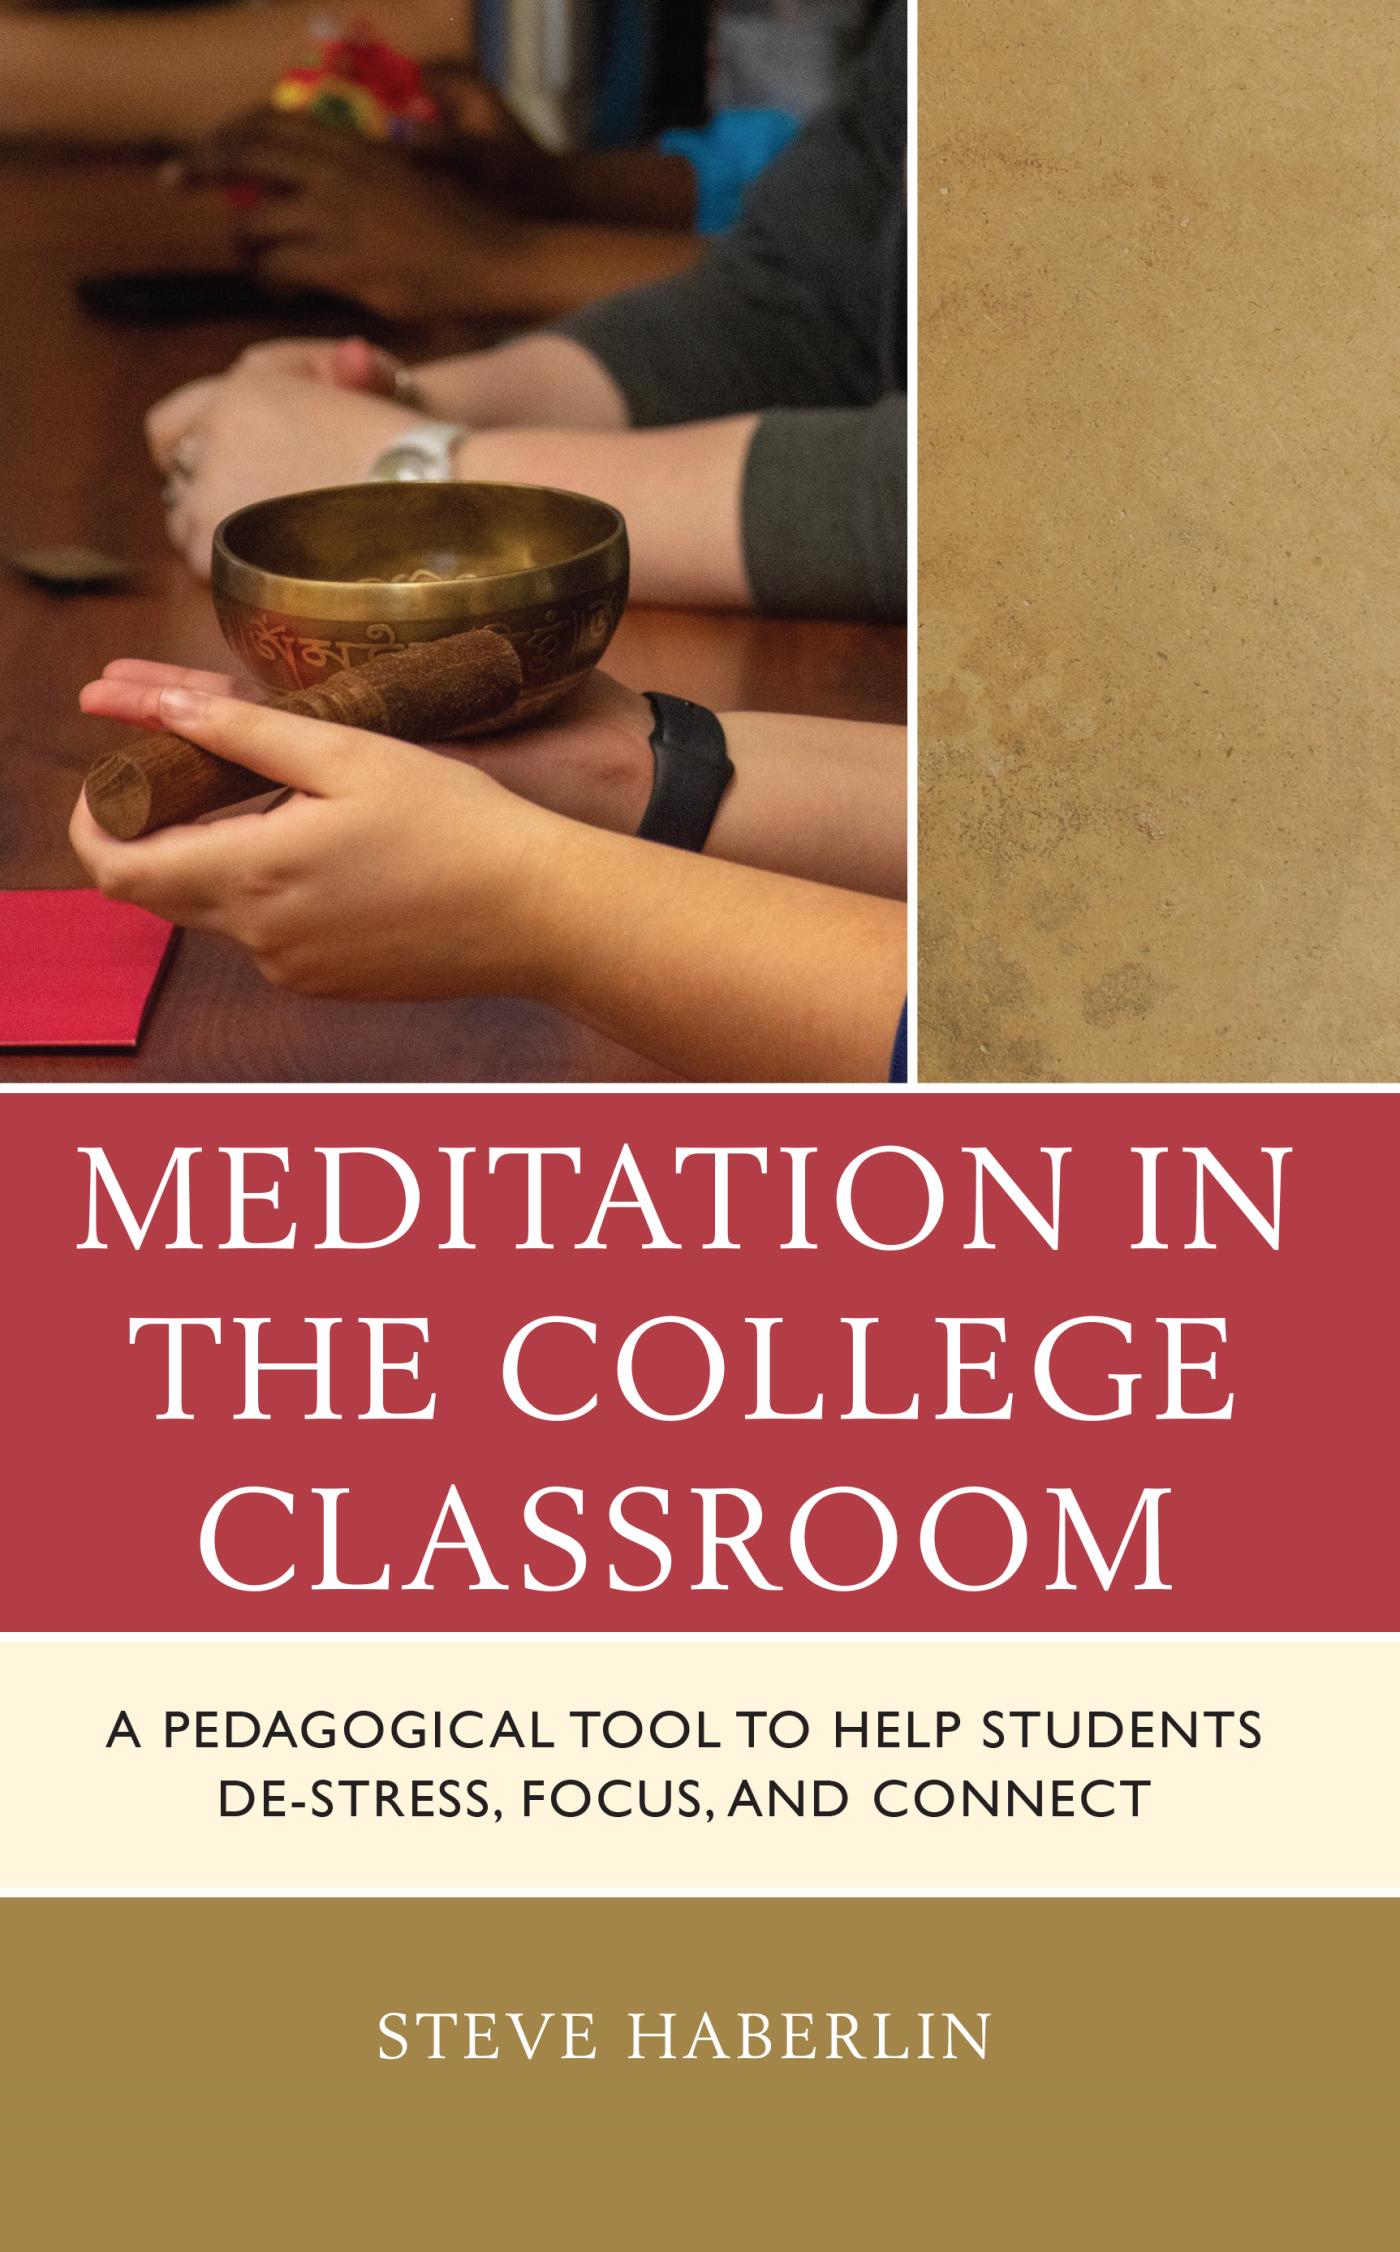 MEDITATION IN
THE COLLEGE
CLASSROOM
A PEDAGOGICAL TOOL TO HELP STUDENTS
DE-STRESS, FOCUS, AND CONNECT
STEVE HABERLIN